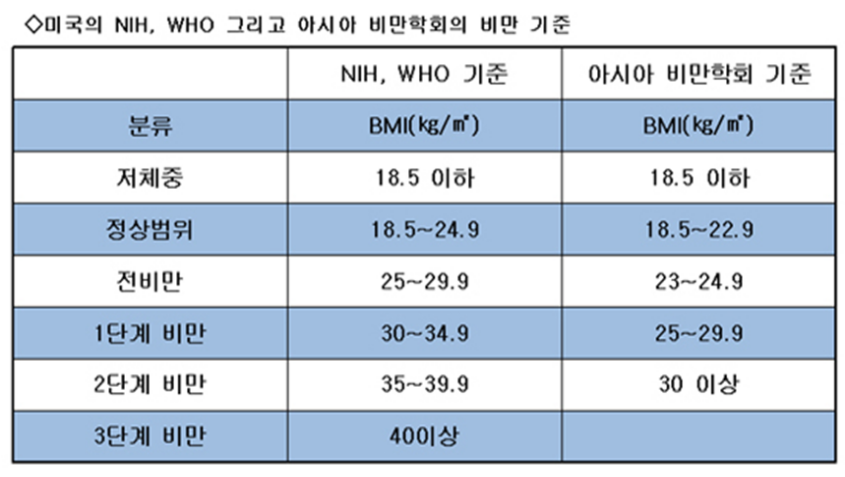 ◇미국의 NIH, WHO 그리고 아시아 비만학회의 비만 기준
NIH, WHO 기준 아시아 비만학회 기준
분류 BMI(㎏/㎡) BMI(㎏/㎡)
저체중 18.5 이하 18.5 이하
정상범위 18.5~24.9 18.5~22.9
전비만 25~29.9 23~24.9
1단계 비만 30~34.9 25~29.9
2단계 비만 35~39.9 30 이상
3단계 비만 40이상